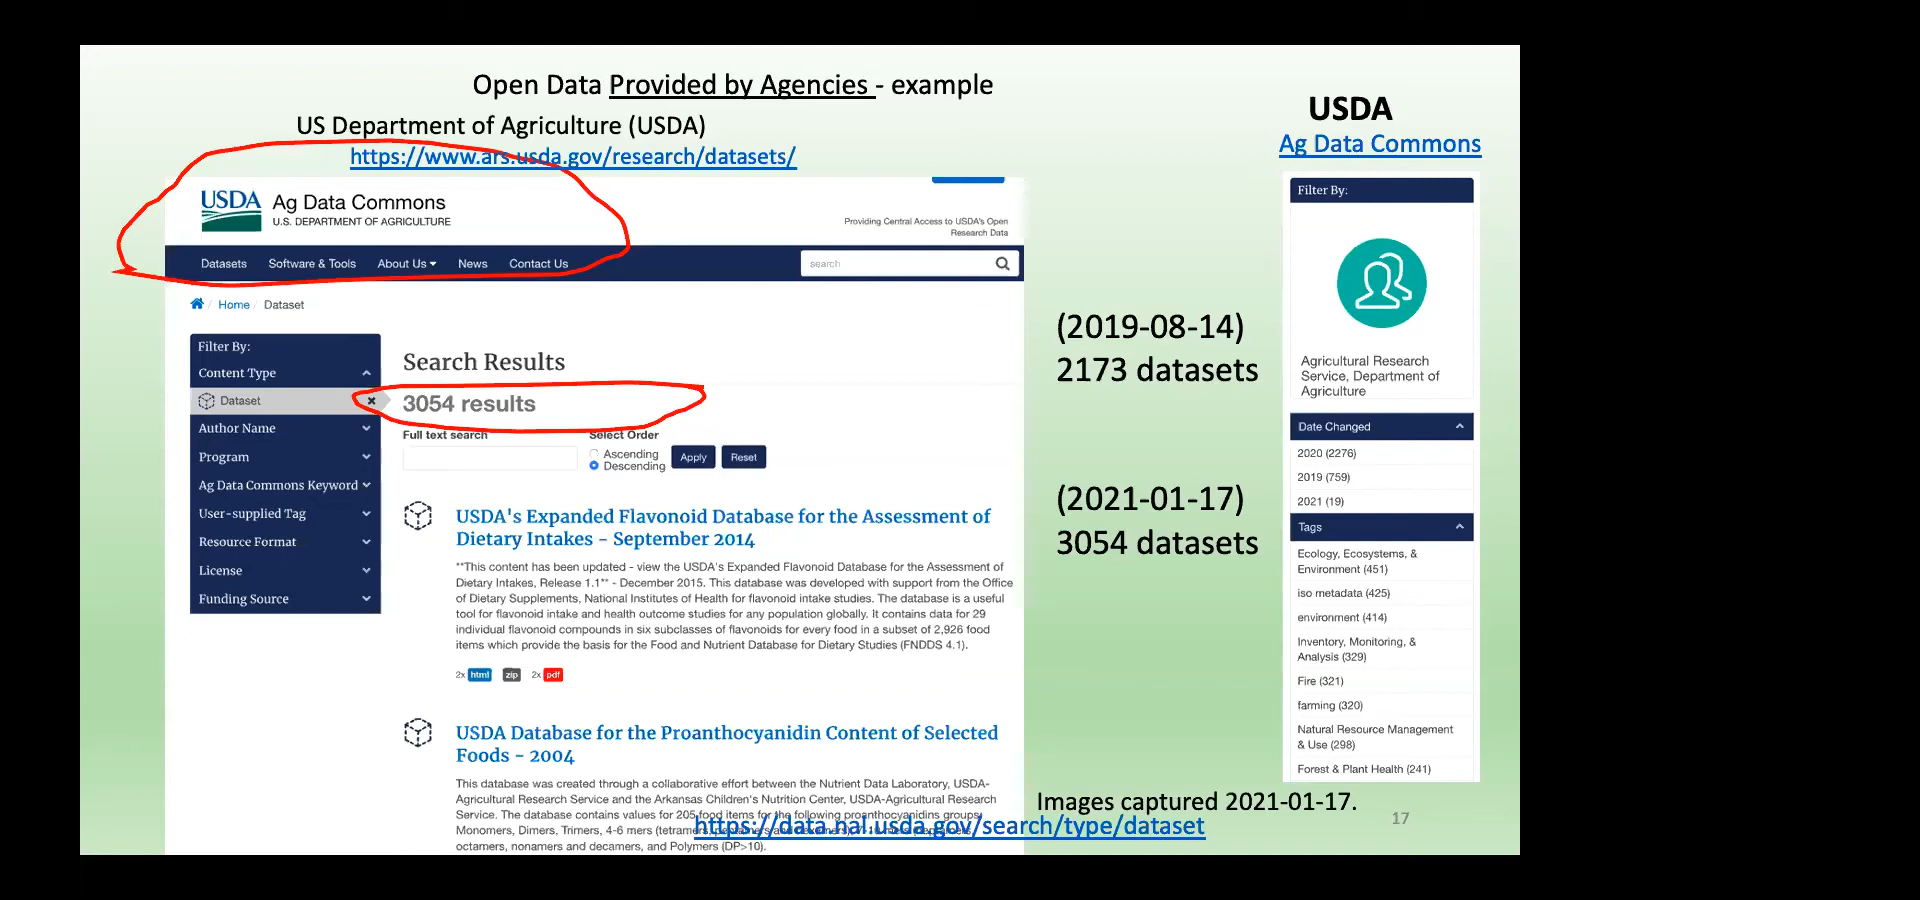 Open Data Provided by Agencies - example
US Department of Agriculture (USDA)
https://www.ars.usda.gov/research/datasets/
USDA
Ag Data Commons
USDA Ag Data Commons
U.S. DEPARTMENT OF AGRICULTURE
Providing Central Access to USDA's Open
Research Data
Datasets Software & Tools About Us News Contact Us
search
/ Home / Dataset
Filter By:
Content Type
Dataset
Author Name
Program
Ag Data Commons Keyword
User-supplied Tag
Resource Format
License
Funding Source
Search Results
3054 results
Full text search
Select Order
Ascending
Descending
Apply
Reset
USDA's Expanded Flavonoid Database for the Assessment of
Dietary Intakes - September 2014
**This content has been updated - view the USDA's Expanded Flavonoid Database for the Assessment of
Dietary Intakes, Release 1.1** - December 2015. This database was developed with support from the Office
of Dietary Supplements, National Institutes of Health for flavonoid intake studies. The database is a useful
tool for flavonoid intake and health outcome studies for any population globally. It contains data for 29
individual flavonoid compounds in six subclasses of flavonoids for every food in a subset of 2,926 food
items which provide the basis for the Food and Nutrient Database for Dietary Studies (FNDDS 4.1).
2x html zip 2x pdf
USDA Database for the Proanthocyanidin Content of Selected
Foods - 2004
This database was created through a collaborative effort between the Nutrient Data Laboratory, USDA-
Agricultural Research Service and the Arkansas Children's Nutrition Center, USDA-Agricultural Research
Service. The database contains values for 205 food items for the following proanthocyanidins groups:
Monomers, Dimers, Trimers, 4-6 mers (tetramers,
octamers, nonamers and decamers, and Polymers (DP>10).
(2019-08-14)
2173 datasets
(2021-01-17)
3054 datasets
Filter By:
Agricultural Research
Service, Department of
Agriculture
Date Changed
2020 (2276)
2019 (759)
2021 (19)
Tags
Ecology, Ecosystems, &
Environment (451)
iso metadata (425)
environment (414)
Inventory, Monitoring, &
Analysis (329)
Fire (321)
farming (320)
Natural Resource Management
& Use (298)
Forest & Plant Health (241)
Images captured 2021-01-17.
https://data.nal.usda.gov/search/type/dataset
17